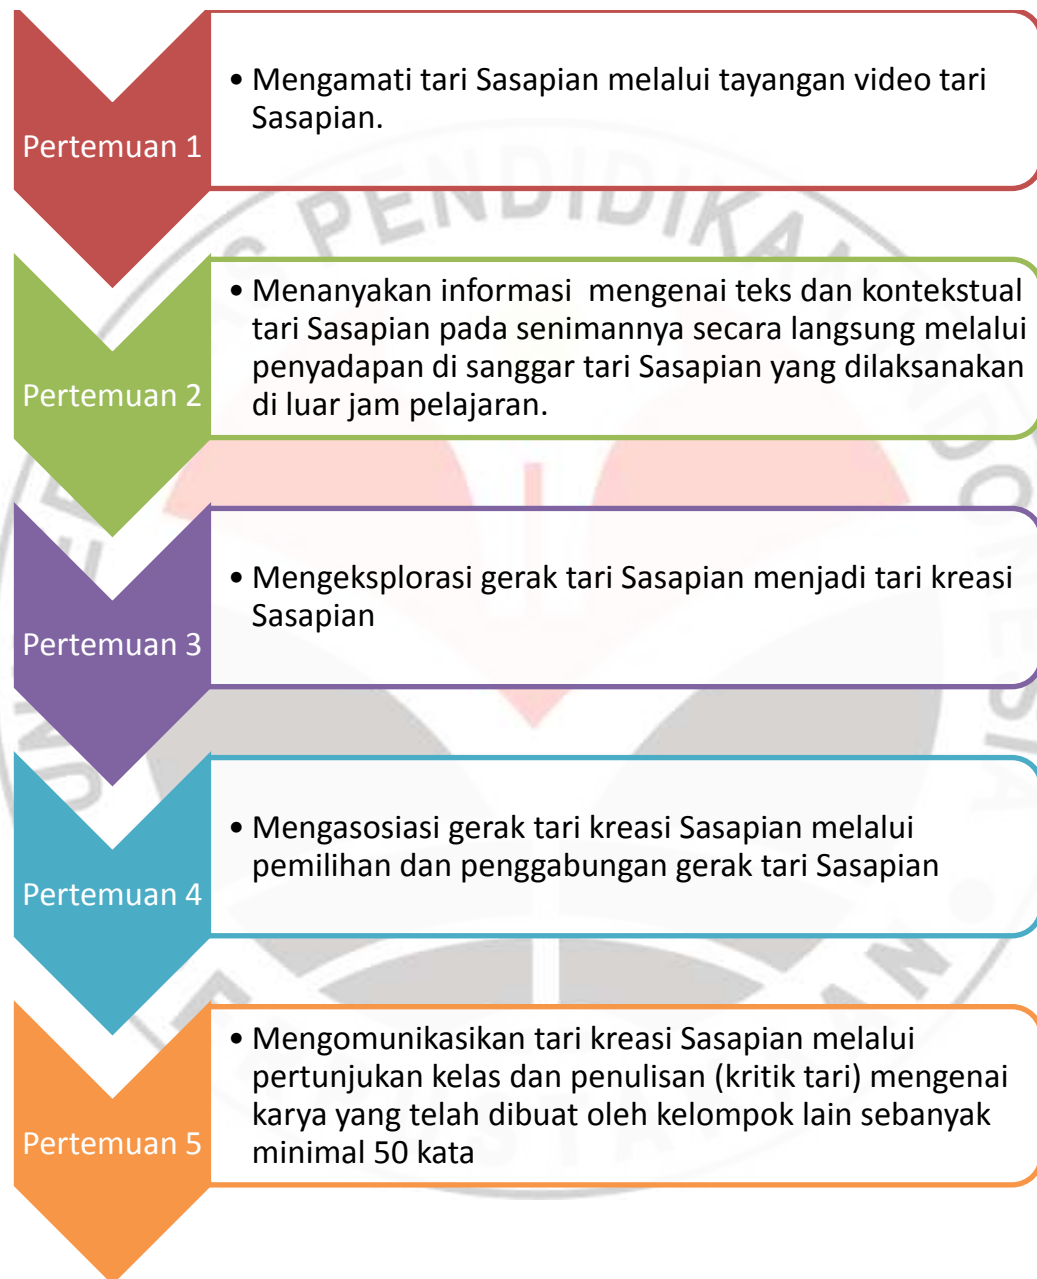 Pertemuan 1
• Mengamati tari Sasapian melalui tayangan video tari
Sasapian.
Pertemuan 2
• Menanyakan informasi  mengenai teks dan kontekstual
tari Sasapian pada senimannya secara langsung melalui
penyadapan di sanggar tari Sasapian yang dilaksanakan
di luar jam pelajaran.
Pertemuan 3
• Mengeksplorasi gerak tari Sasapian menjadi tari kreasi
Sasapian
Pertemuan 4
• Mengasosiasi gerak tari kreasi Sasapian melalui
pemilihan dan penggabungan gerak tari Sasapian
Pertemuan 5
• Mengomunikasikan tari kreasi Sasapian melalui
pertunjukan kelas dan penulisan (kritik tari) mengenai
karya yang telah dibuat oleh kelompok lain sebanyak
minimal 50 kata
PENDIDIKAN INDONESIA